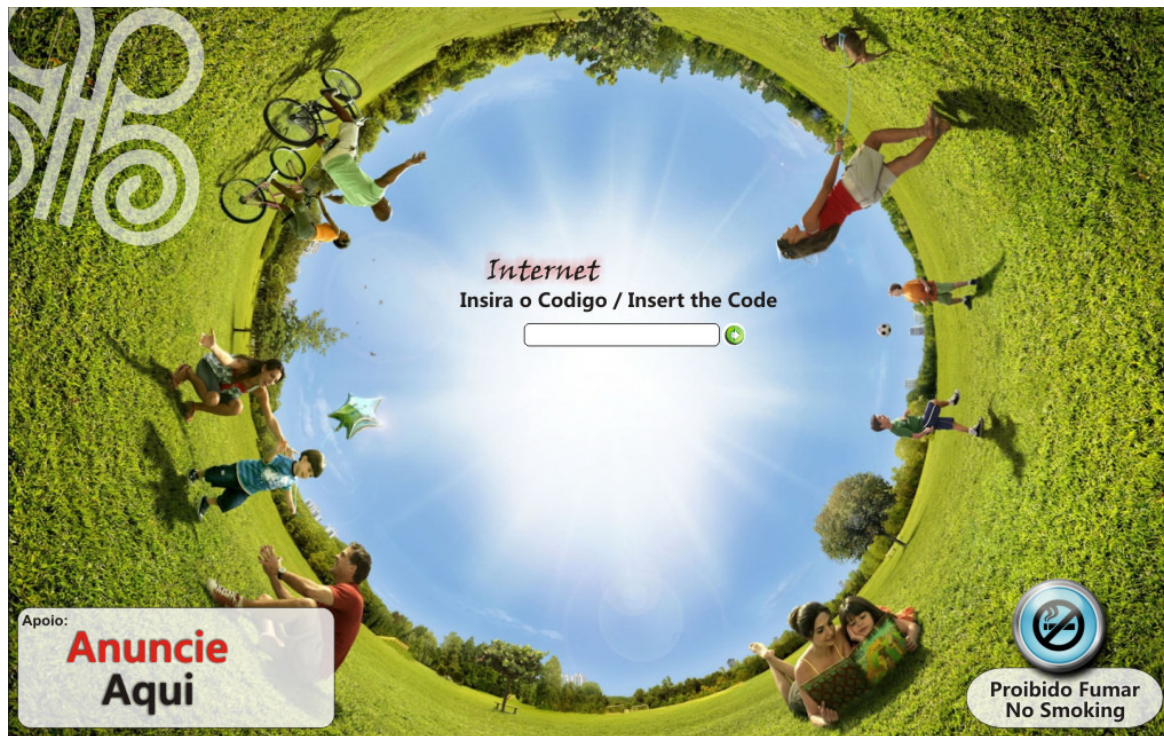 Internet
Insira o Codigo / Insert the Code
Apoio:
Anuncie
Aqui
Proibido Fumar
No Smoking